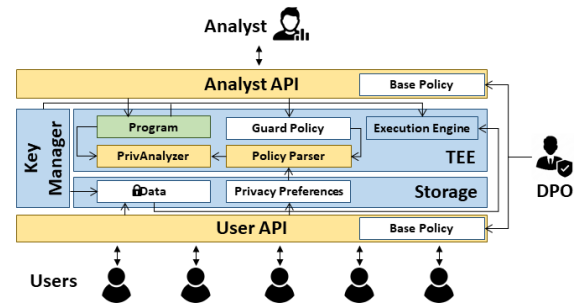 Analyst
Analyst API
Base Policy
Key
Manager
Program
Guard Policy
Execution Engine
PrivAnalyzer
Policy Parser
TEE
Data
Privacy Preferences
Storage
DPO
User API
Base Policy
Users